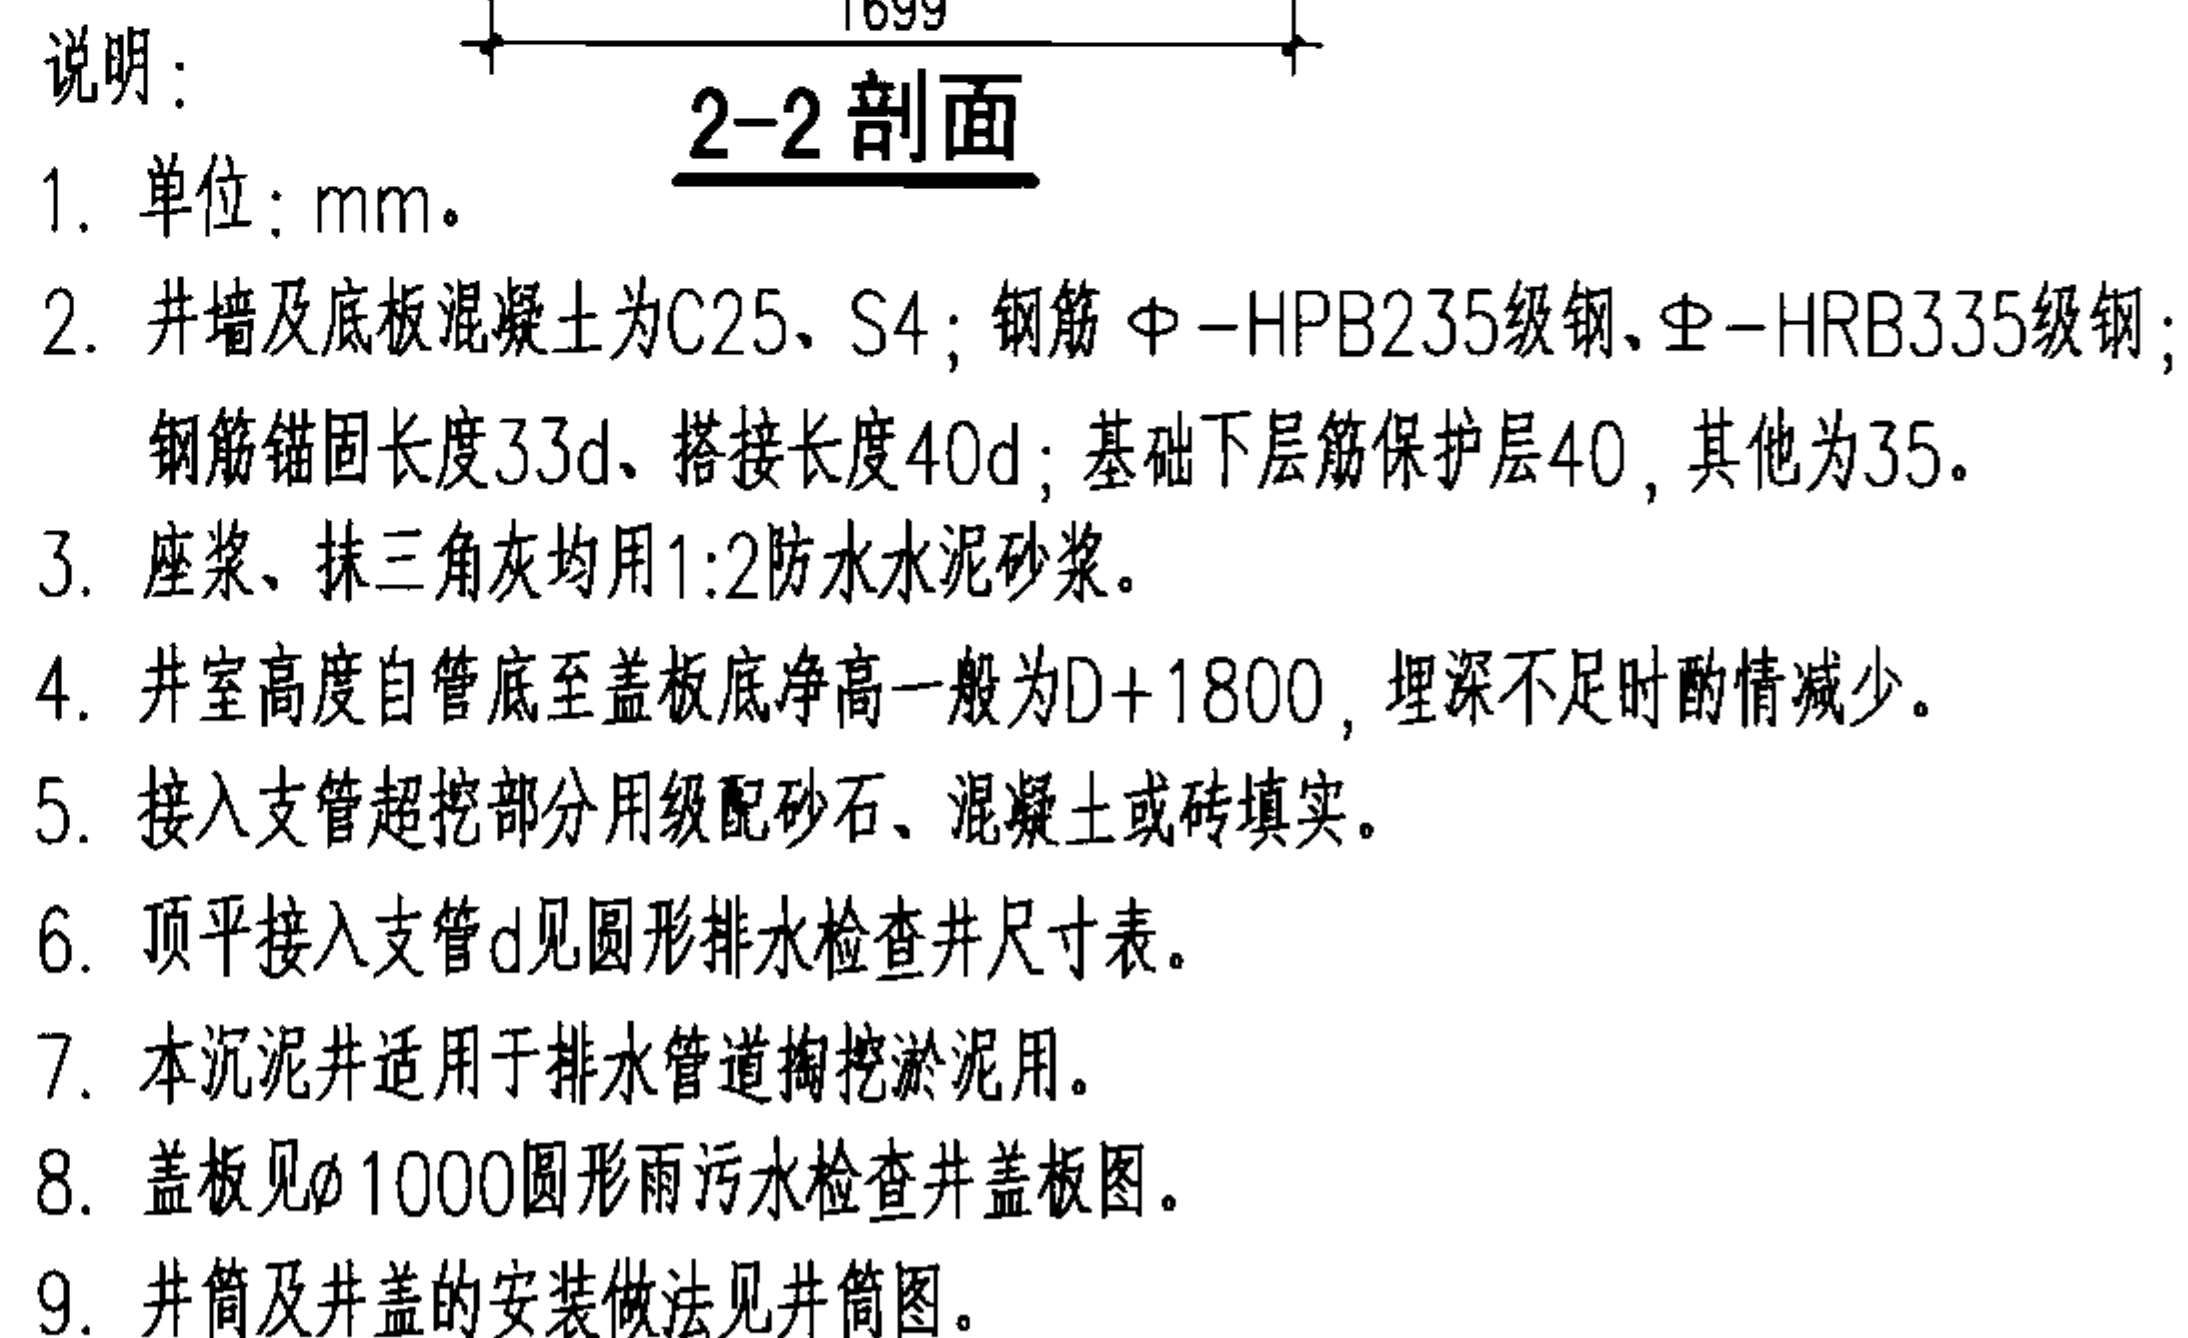 1699
说明：
2-2剖面
1. 单位：mm。
2. 井墙及底板混凝土为C25、S4；钢筋 Φ-HPB235级钢、Φ-HRB335级钢；
钢筋锚固长度33d、搭接长度40d；基础下层筋保护层40，其他为35。
3. 座浆、抹三角灰均用1:2防水水泥砂浆。
4. 井室高度自管底至盖板底净高一般为D+1800，埋深不足时酌情减少。
5. 接入支管超挖部分用级配砂石、混凝土或砖填实。
6. 顶平接入支管d见圆形排水检查井尺寸表。
7. 本沉泥井适用于排水管道掏挖淤泥用。
8. 盖板见ø1000圆形雨污水检查井盖板图。
9. 井筒及井盖的安装做法见井筒图。